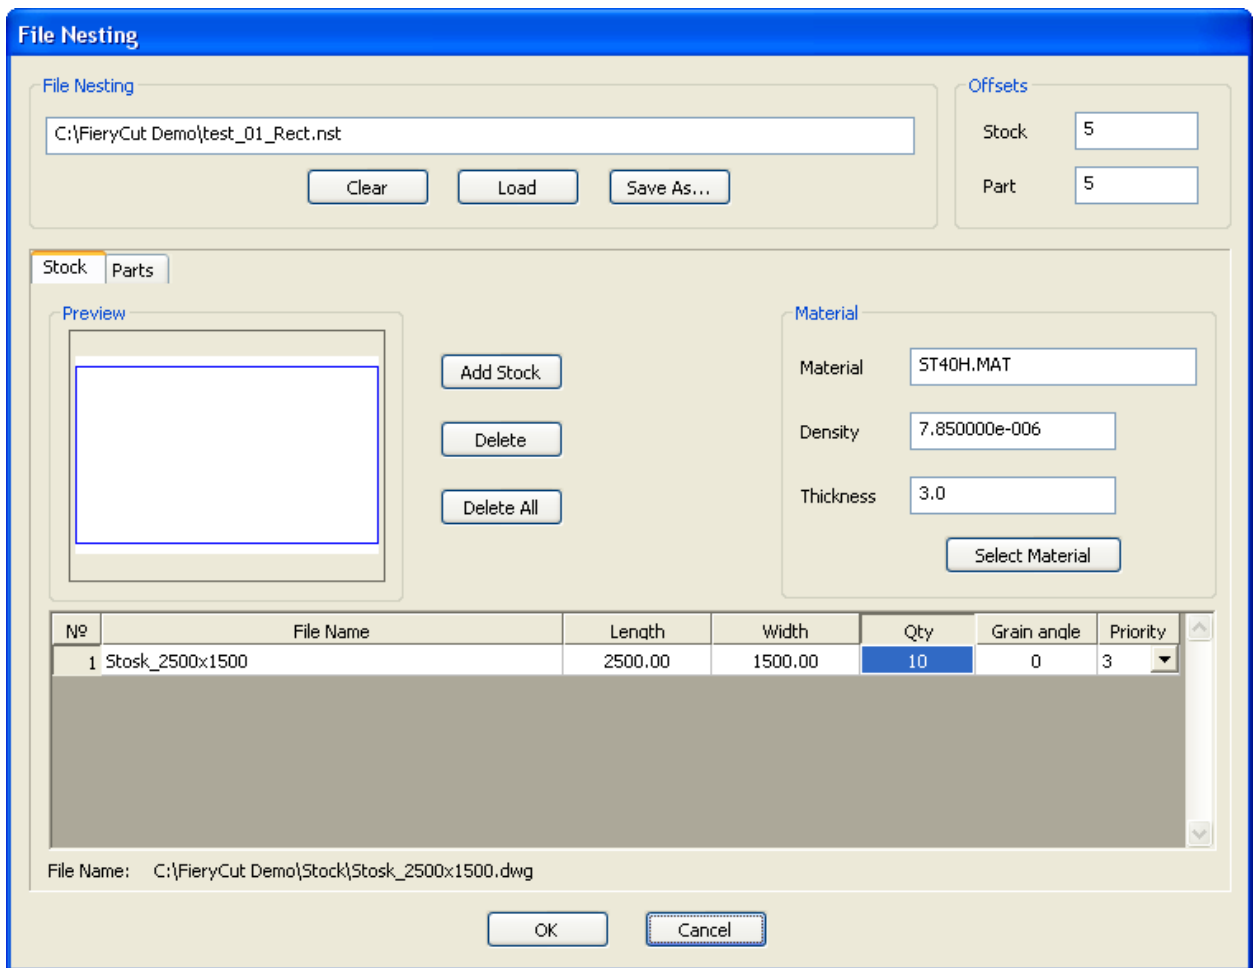 File Nesting
File Nesting
C:\FieryCut Demo\test_01_Rect.nst
Clear Load Save As...
Offsets
Stock 5
Part 5
Stock Parts
Preview
Add Stock
Delete
Delete All
Material
Material ST40H.MAT
Density 7.850000e-006
Thickness 3.0
Select Material
Nº File Name Length Width Qty Grain angle Priority
1 Stosk_2500x1500 2500.00 1500.00 10 0 3
File Name: C:\FieryCut Demo\Stock\Stosk_2500x1500.dwg
OK Cancel